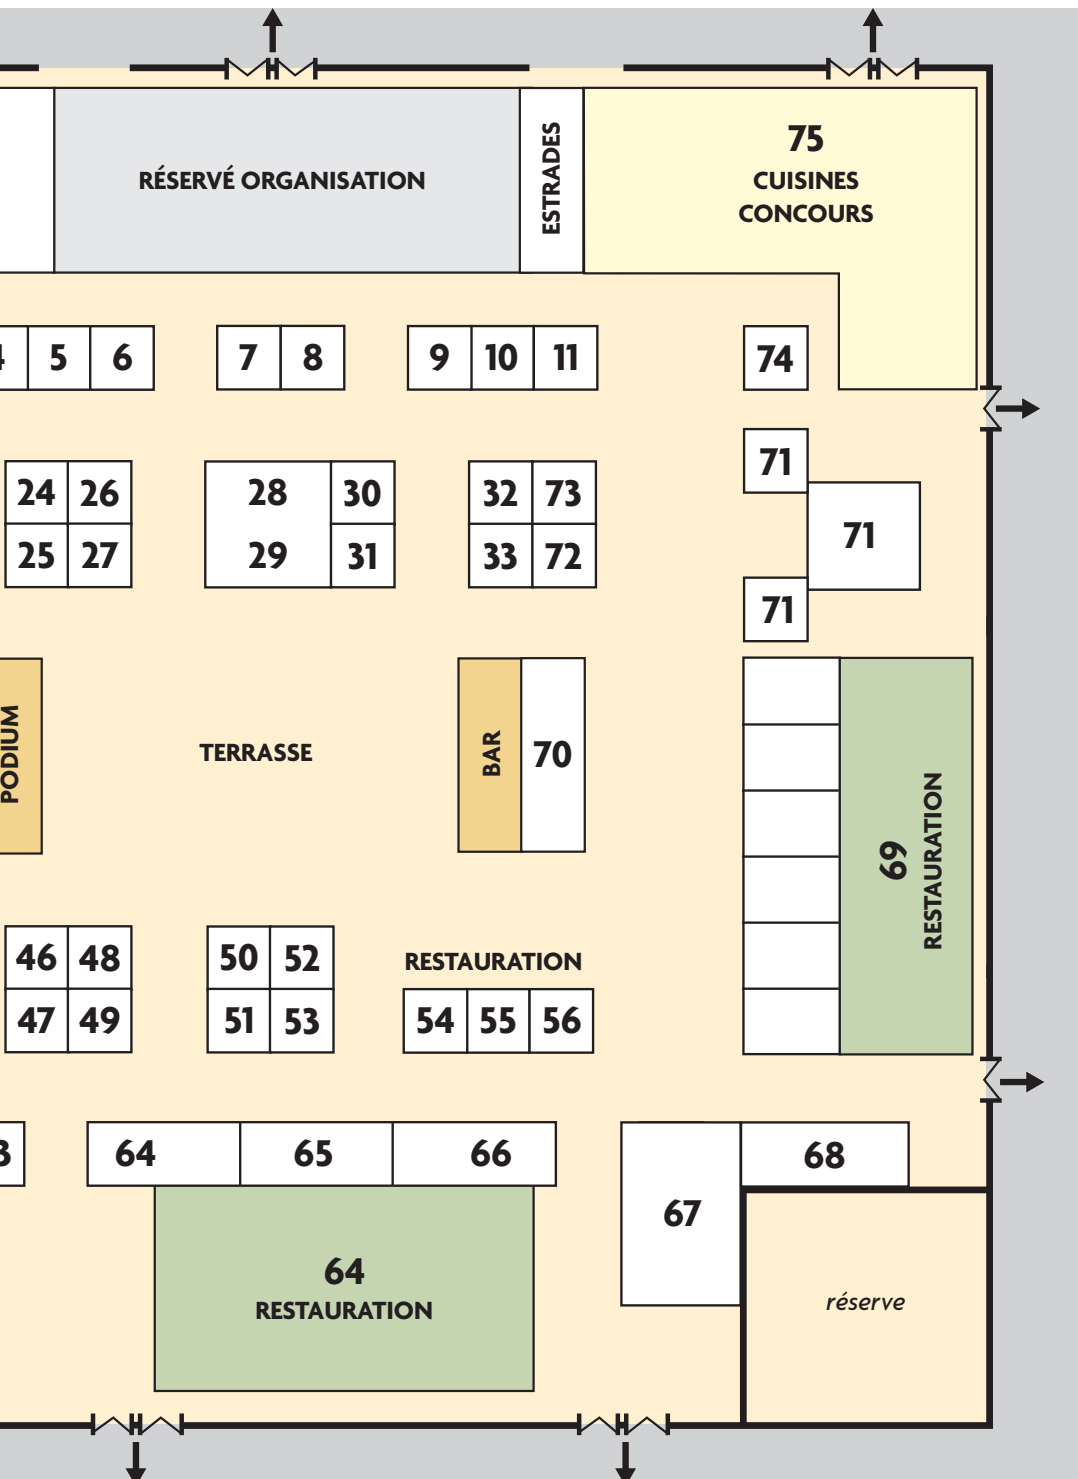 RÉSERVÉ ORGANISATION
ESTRADES
75
CUISINES
CONCOURS
5 6 7 8 9 10 11 74
71
24 26 28 30 32 73
25 27 29 31 33 72
71
71
PODIUM
TERRASSE
BAR
70
69
RESTAURATION
46 48 50 52
RESTAURATION
47 49 51 53 54 55 56
64 65 66 68
67
64
RESTAURATION
réserve